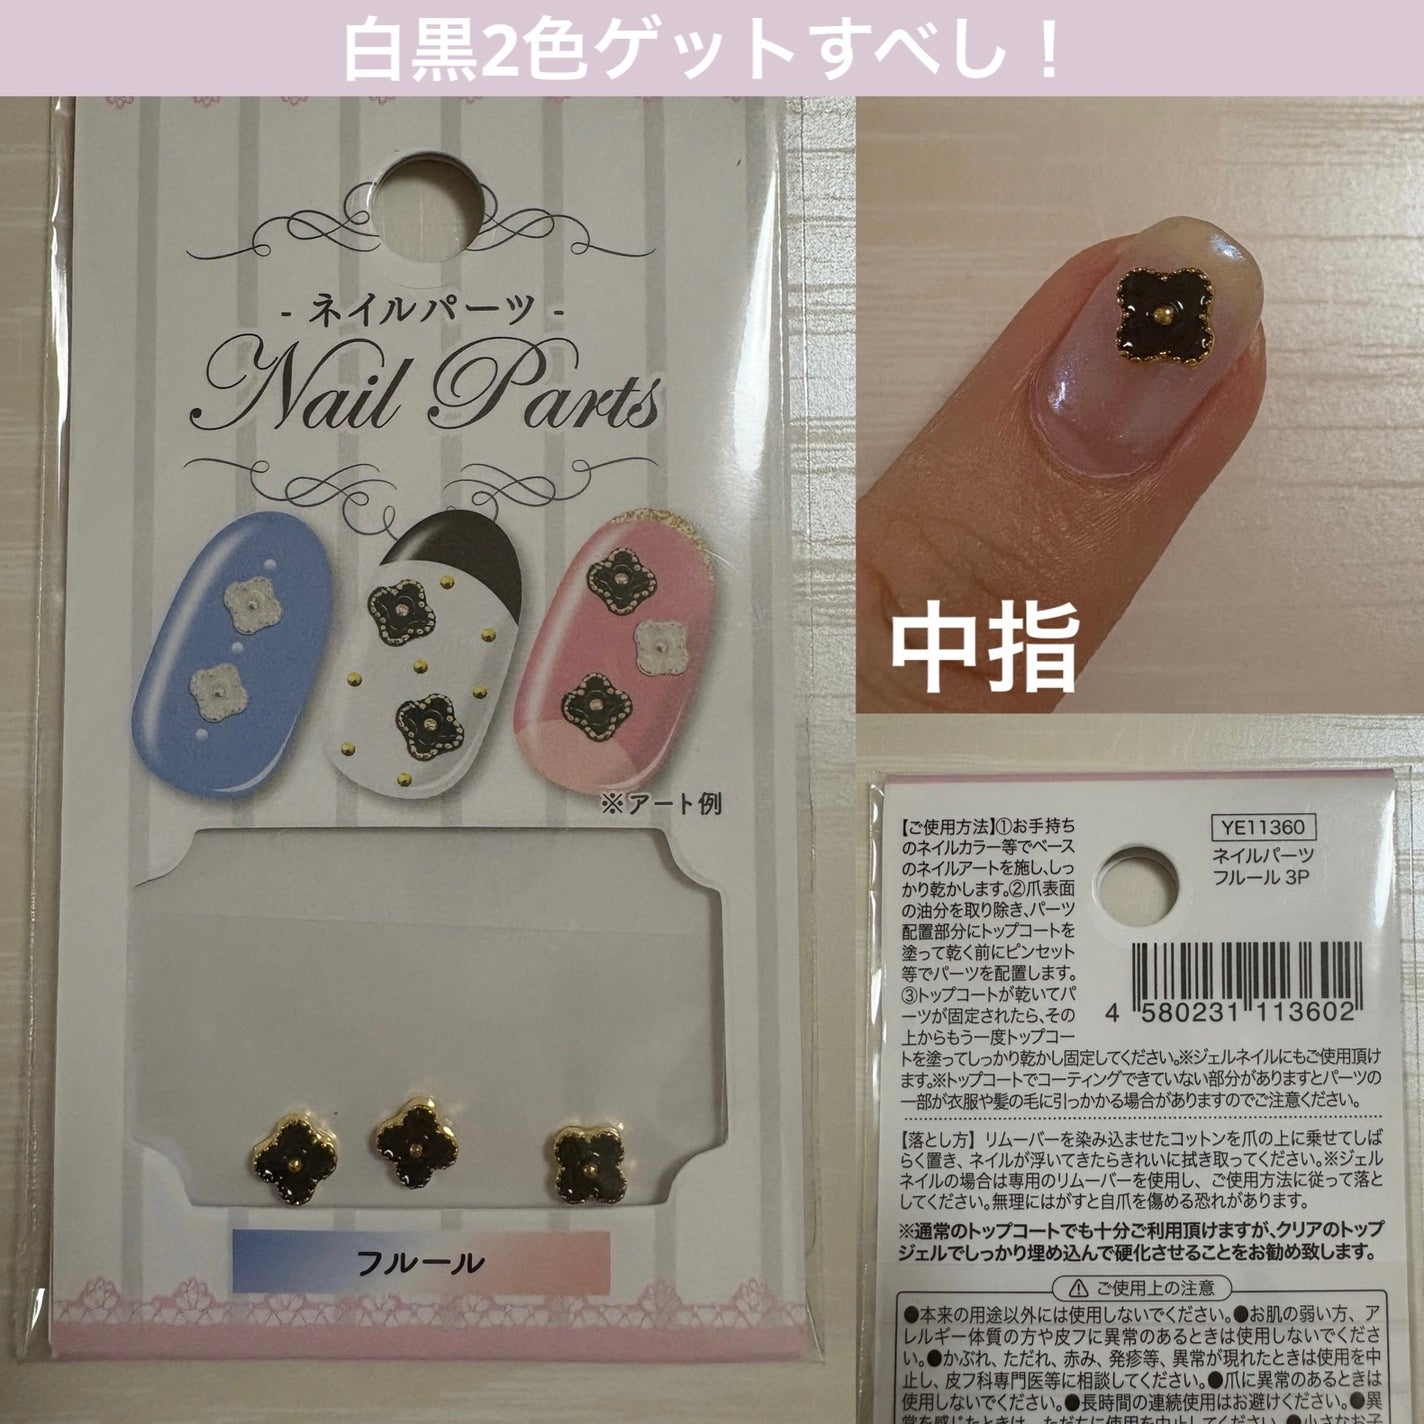 白黒2色ゲットすべし！
- ネイルパーツ -
Nail Parts
※アート例
フルール
中指
【ご使用方法】①お手持ち
のネイルカラー等でベース
のネイルアートを施し、しっ
かり乾かします。②爪表面
の油分を取り除き、パーツ
配置部分にトップコートを
塗って乾く前にピンセット
等でパーツを配置します。
③トップコートが乾いてパ
ーツが固定されたら、その
上からもう一度トップコー
トを塗ってしっかり乾かし固定してください。※ジェルネイルにもご使用頂け
ます。※トップコートでコーティングできていない部分がありますとパーツの
一部が衣服や髪の毛に引っかかる場合がありますのでご注意ください。
YE11360
ネイルパーツ
フルール 3P
4 580231 113602
【落とし方】リムーバーを染み込ませたコットンを爪の上に乗せてしば
らく置き、ネイルが浮いてきたらきれいに拭き取ってください。※ジェル
ネイルの場合は専用のリムーバーを使用し、ご使用方法に従って落と
してください。無理にはがすと自爪を傷める恐れがあります。
※通常のトップコートでも十分ご利用頂けますが、クリアのトップ
ジェルでしっかり埋め込んで硬化させることをお勧め致します。
ご使用上の注意
●本来の用途以外には使用しないでください。●お肌の弱い方、ア
レルギー体質の方や皮フに異常のあるときは使用しないでくださ
い。●かぶれ、ただれ、赤み、発疹等、異常が現れたときは使用を中
止し、皮フ科専門医等に相談してください。●爪に異常のあるときは
使用しないでください。●長時間の連続使用はお避けください。●異
常を感じたときは、ただちに使用を中止してください。●小さなお子